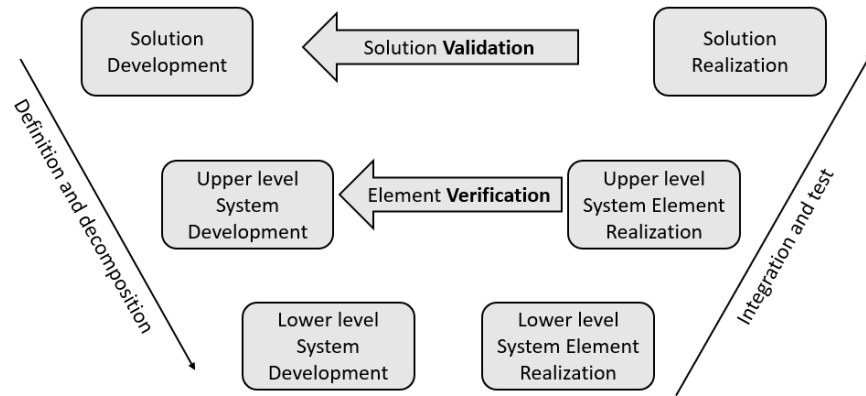 Solution
Development
Solution Validation
Solution
Realization
Definition and decomposition
Upper level
System
Development
Element Verification
Upper level
System Element
Realization
Integration and test
Lower level
System
Development
Lower level
System Element
Realization